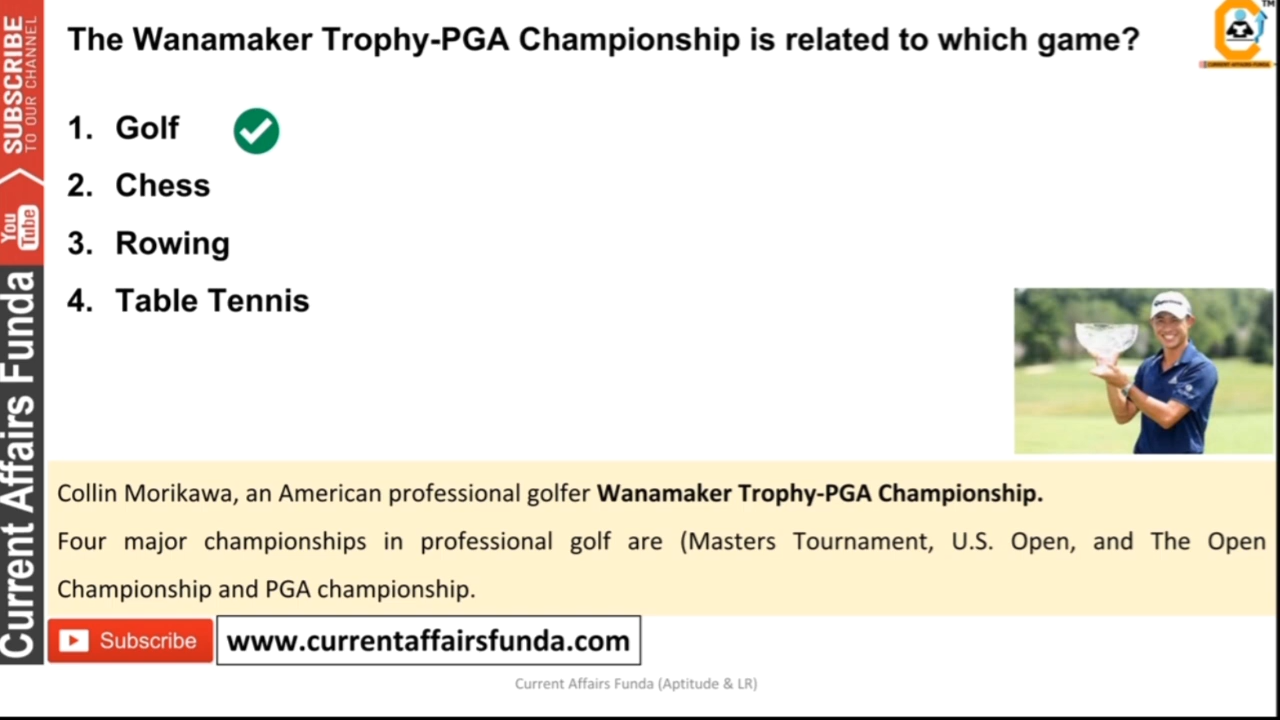 The Wanamaker Trophy-PGA Championship is related to which game?
1. Golf
2. Chess
3. Rowing
4. Table Tennis
Collin Morikawa, an American professional golfer Wanamaker Trophy-PGA Championship.
Four major championships in professional golf are (Masters Tournament, U.S. Open, and The Open
Championship and PGA championship.
Subscribe
www.currentaffairsfunda.com
Current Affairs Funda (Aptitude & LR)
SUBSCRIBE
TO OUR CHANNEL
You
Tube
Current Affairs Funda
TM
CURRENT AFFAIRS FUNDA